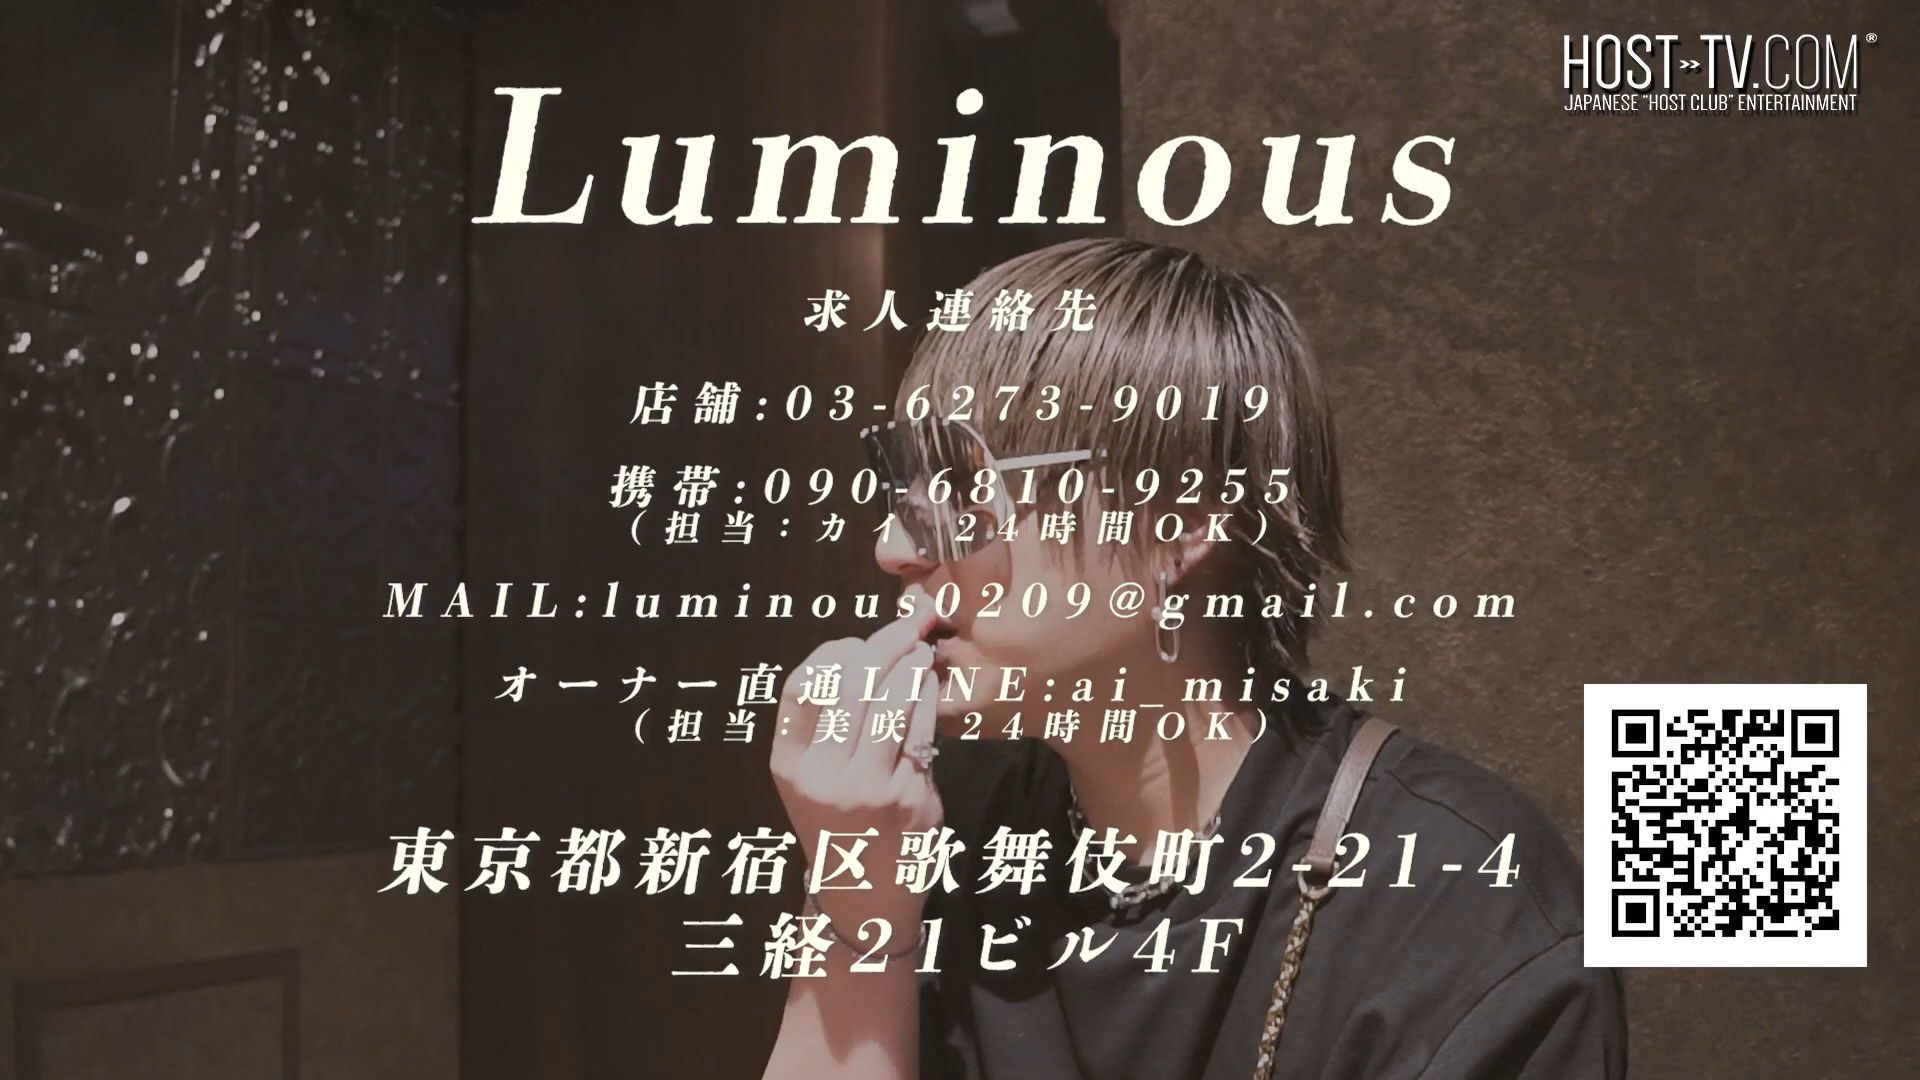 HOST»TV.COM®
JAPANESE "HOST CLUB" ENTERTAINMENT
Luminous
求人連絡先
店舗:03-6273-9019
携帯:090-6810-9255
(担当:カイ 24時間OK)
MAIL:luminous0209@gmail.com
オーナー直通LINE:ai_misaki
(担当:美咲 24時間OK)
東京都新宿区歌舞伎町2-21-4
三経21ビル4F